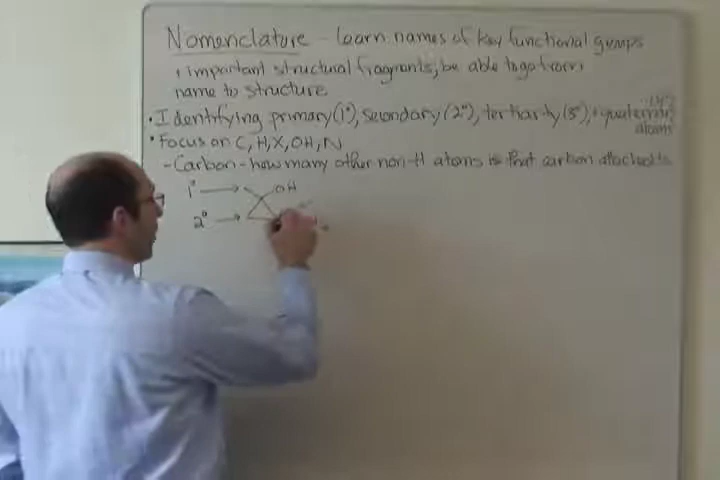 Nomenclature - learn names of key functional groups
+ important structural fragments; be able to go from
name to structure
• Identifying primary (1°), secondary (2°), tertiary (3°), + quaternary (4°)
atoms
• Focus on C, H, X, OH, N
- Carbon - how many other non-H atoms is that carbon attached to
1° OH
2°